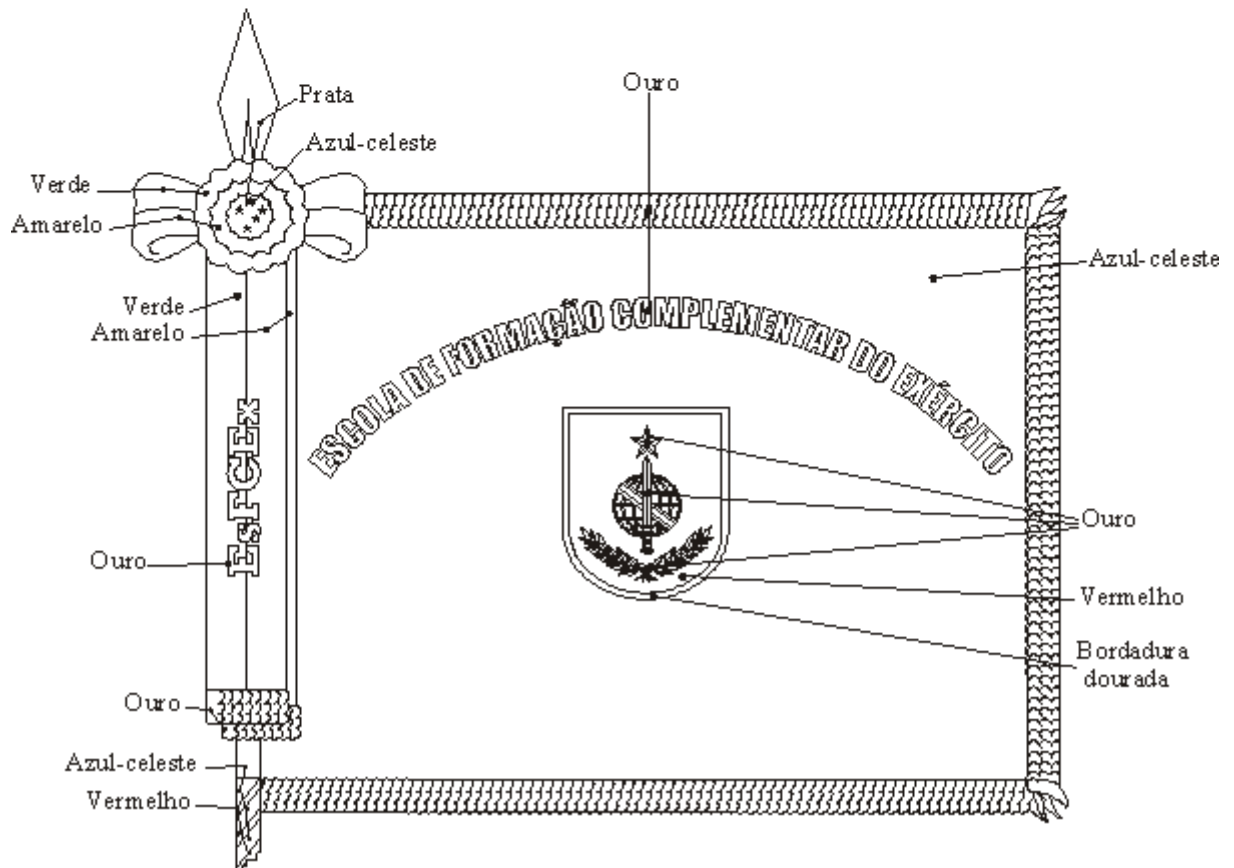 Ouro
Prata
Azul-celeste
Verde
Amarelo
Azul-celeste
Verde
Amarelo
ESCOLA DE FORMAÇÃO COMPLEMENTAR DO EXÉRCITO
EsFCEx
Ouro
Ouro
Vermelho
Bordadura
dourada
Ouro
Azul-celeste
Vermelho